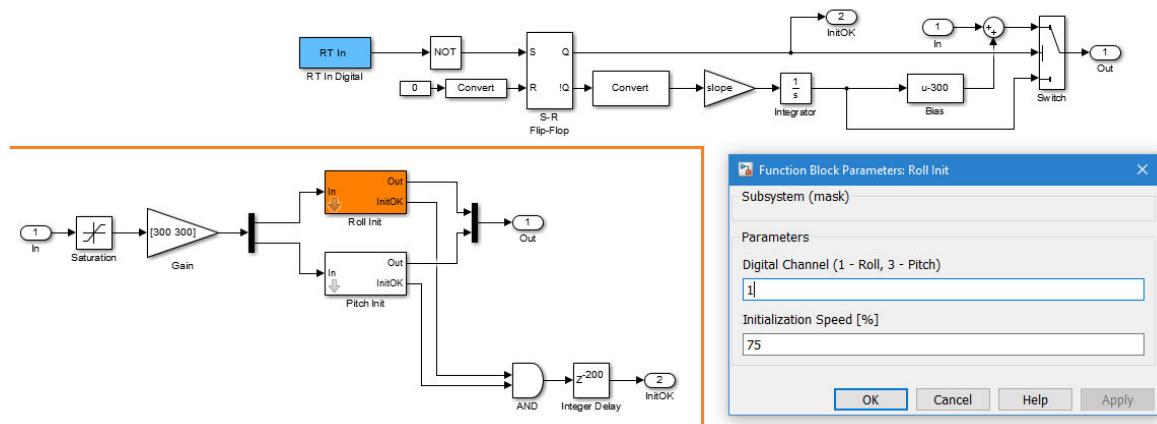 RT In
RT In Digital
NOT
0
Convert
S
Q
R
!Q
S-R
Flip-Flop
Convert
slope
1
s
Integrator
2
InitOK
u-300
Bias
1
In
+
+
Switch
1
Out
1
In
Saturation
[300 300]
Gain
In
Out
InitOK
Roll Init
In
Out
InitOK
Pitch Init
1
Out
AND
z-200
Integer Delay
2
InitOK
Function Block Parameters: Roll Init
Subsystem (mask)
Parameters
Digital Channel (1 - Roll, 3 - Pitch)
1
Initialization Speed [%]
75
OK
Cancel
Help
Apply